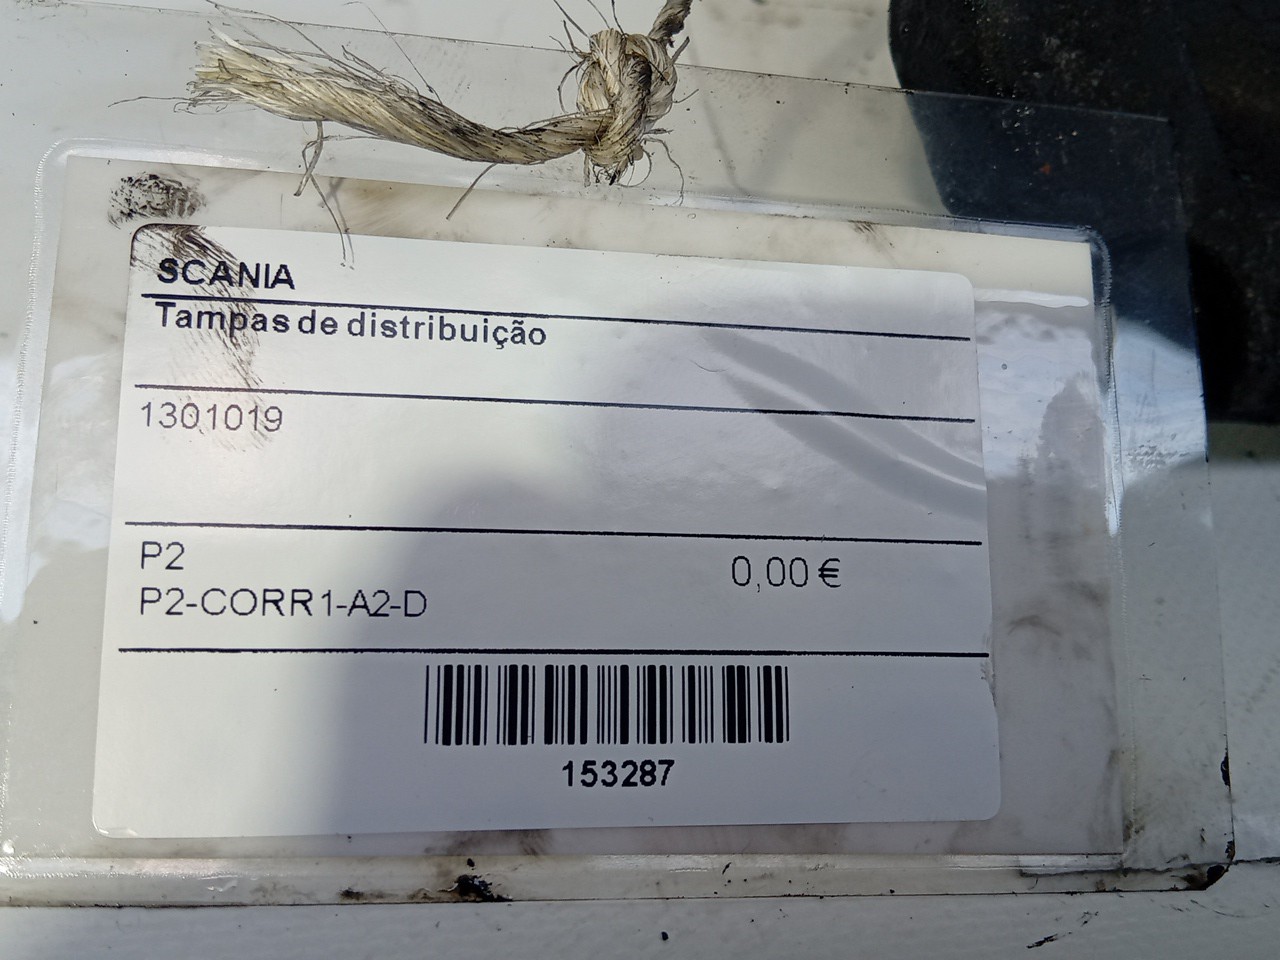 SCANIA
Tampas de distribuição
1301019
P2
0,00 €
P2-CORR1-A2-D
153287